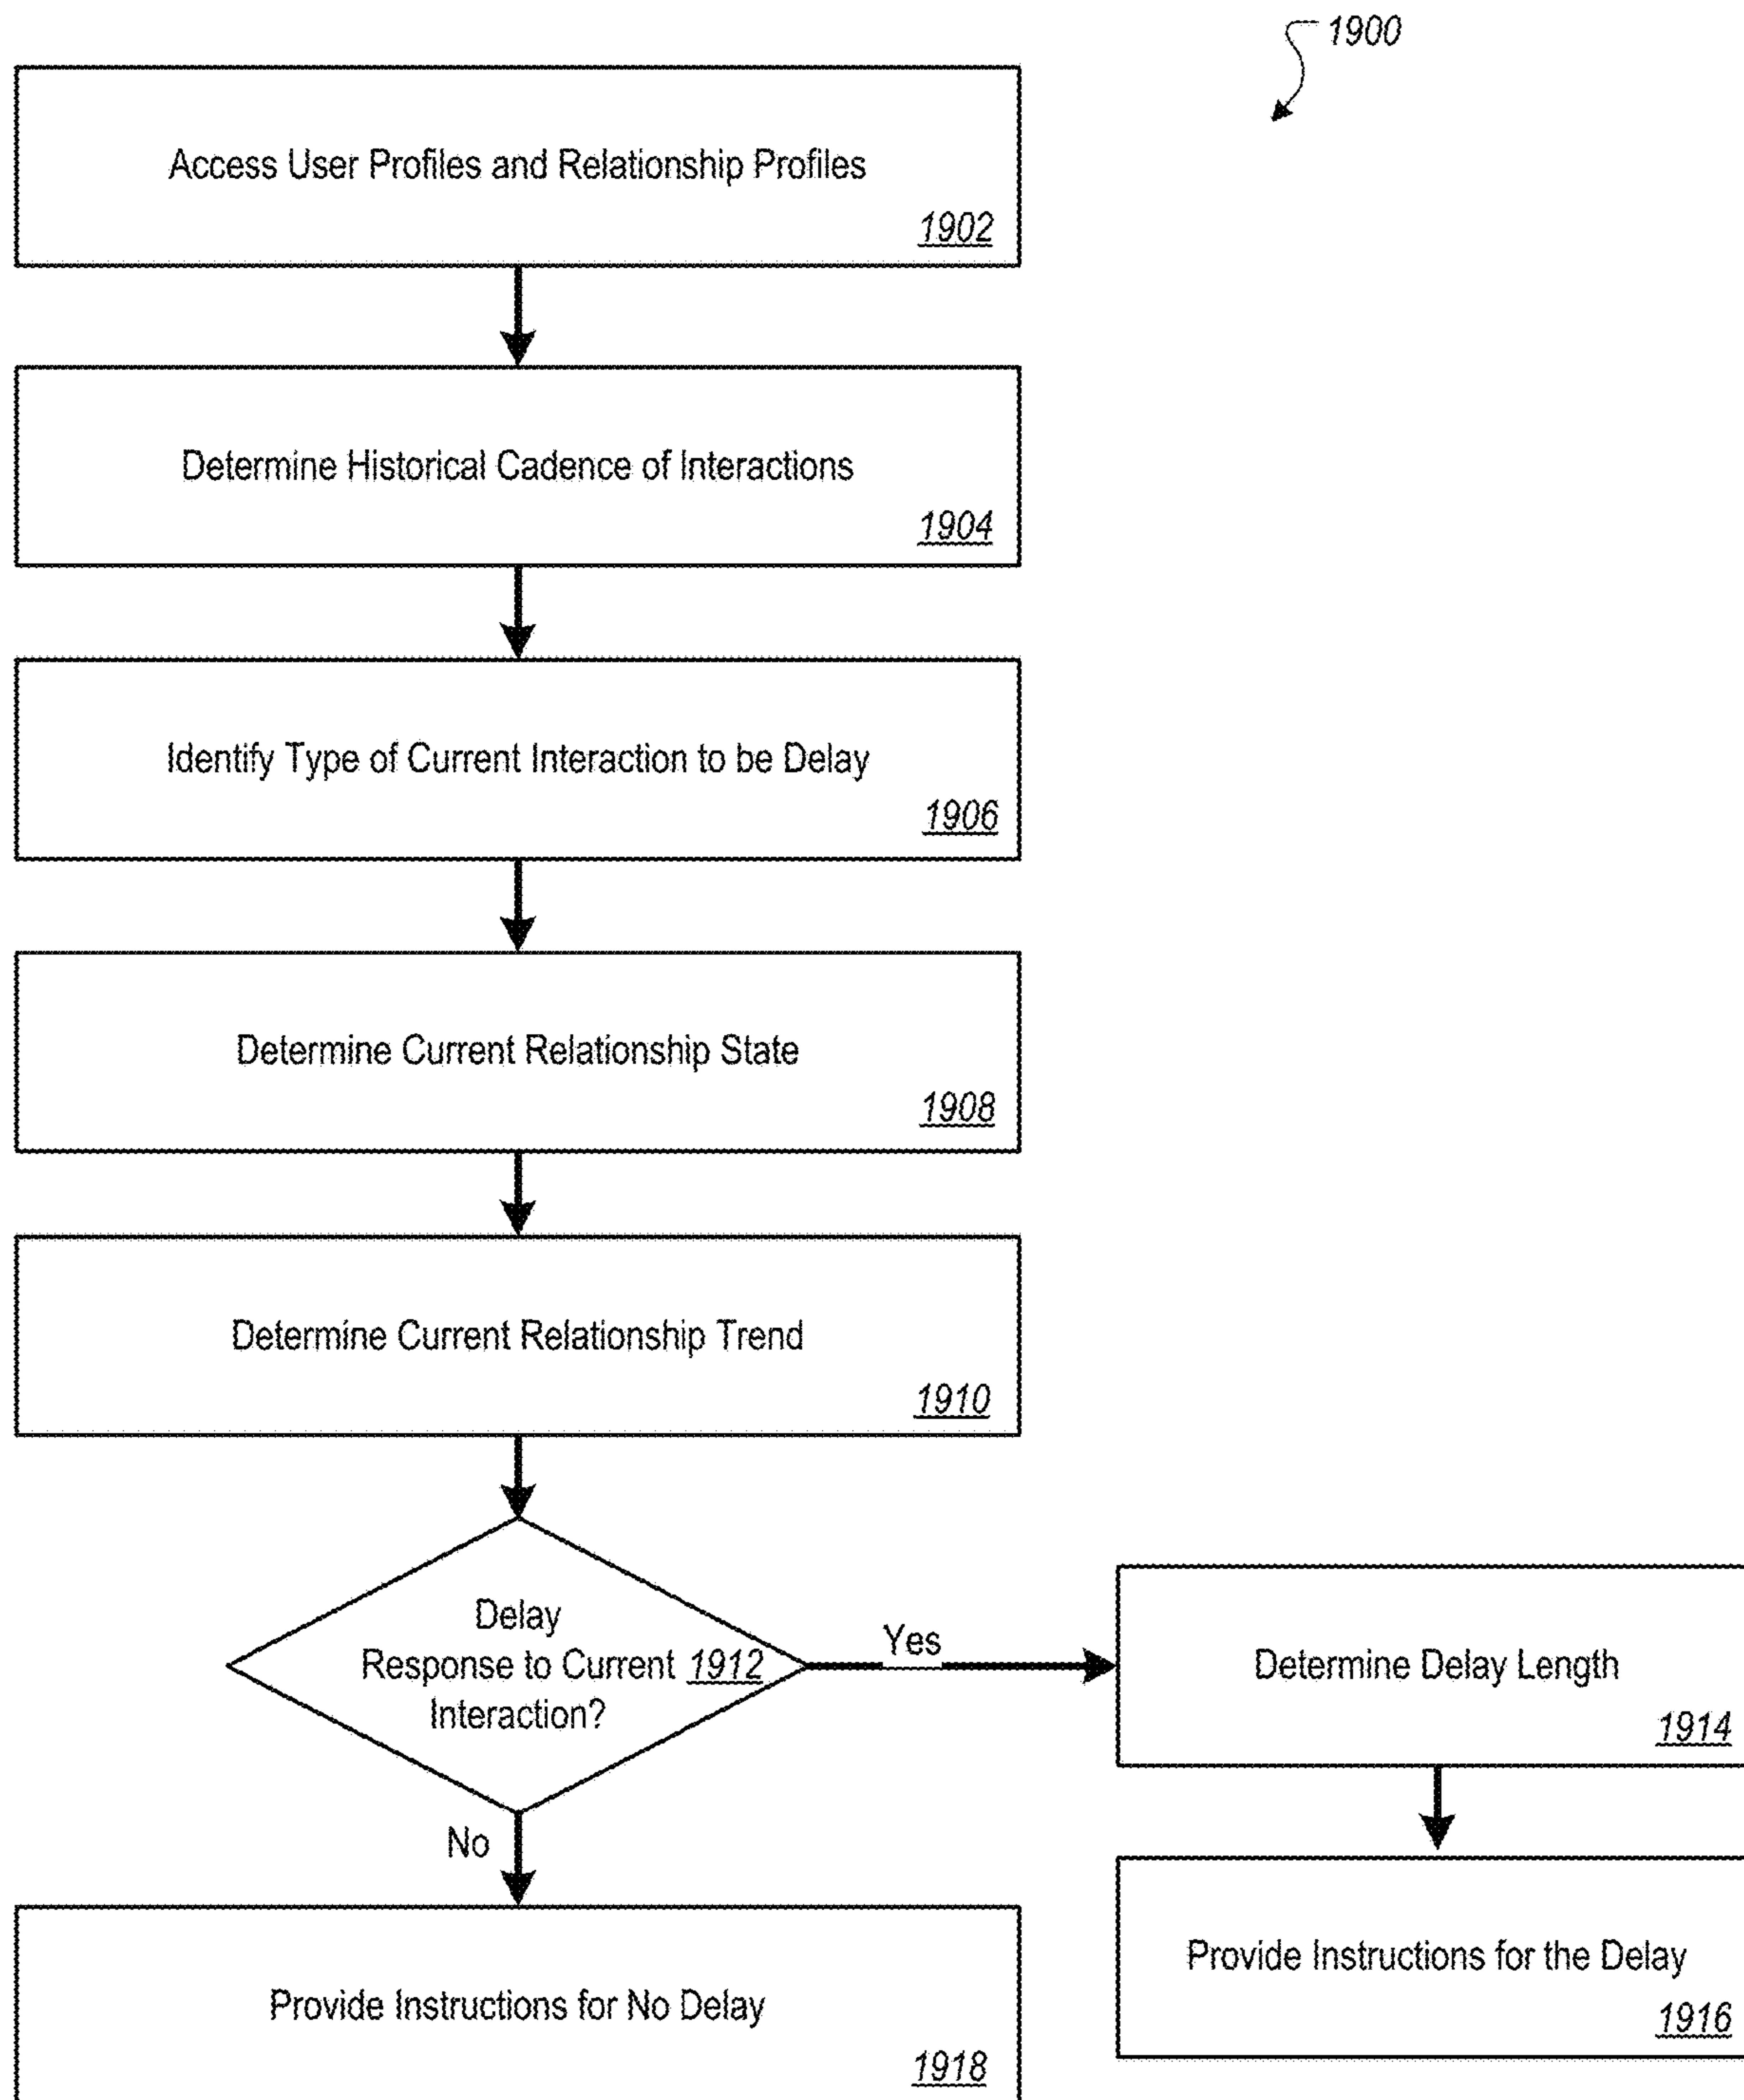 1900
Access User Profiles and Relationship Profiles
1902
Determine Historical Cadence of Interactions
1904
Identify Type of Current Interaction to be Delay
1906
Determine Current Relationship State
1908
Determine Current Relationship Trend
1910
Delay
Response to Current 1912
Interaction?
Yes
Determine Delay Length
1914
No
Provide Instructions for the Delay
1916
Provide Instructions for No Delay
1918